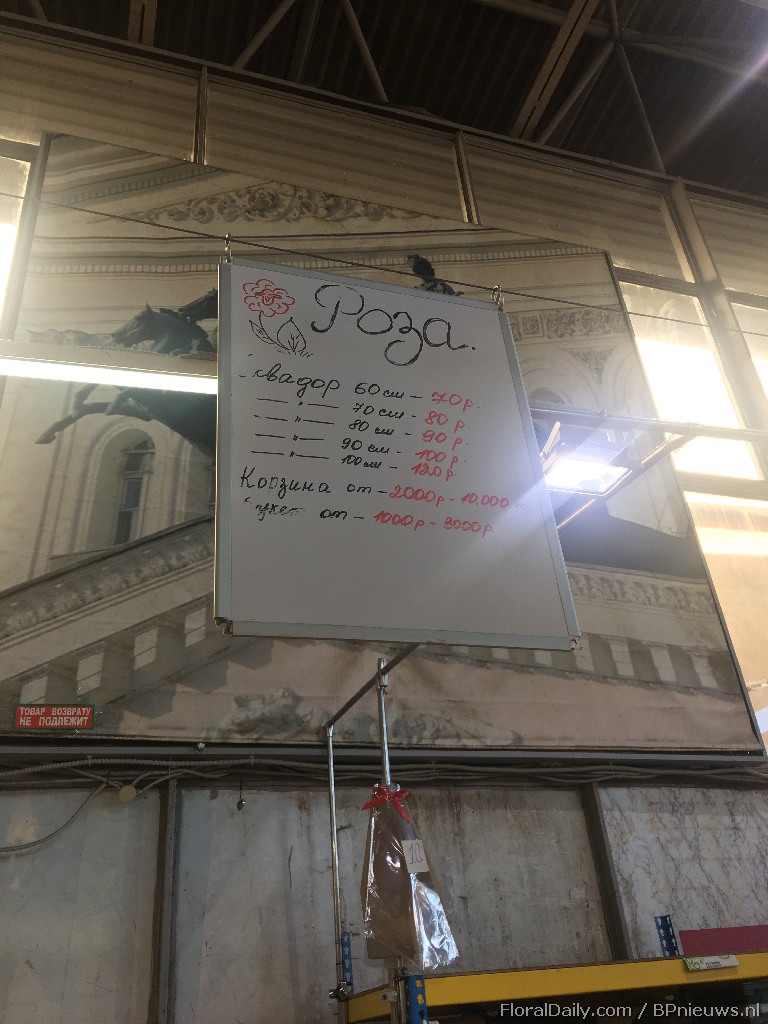 Роза.
квадор 60 см - 70 р.
— " — 70 см - 80 р.
— " — 80 см - 90 р.
— " — 90 см - 100 р.
— " — 100 см - 120 р.
Корзина от - 2000 р - 10.000
от - 1000 р - 3000 р
ТОВАР ВОЗВРАТУ
НЕ ПОДЛЕЖИТ
FloralDaily.com / BPnieuws.nl